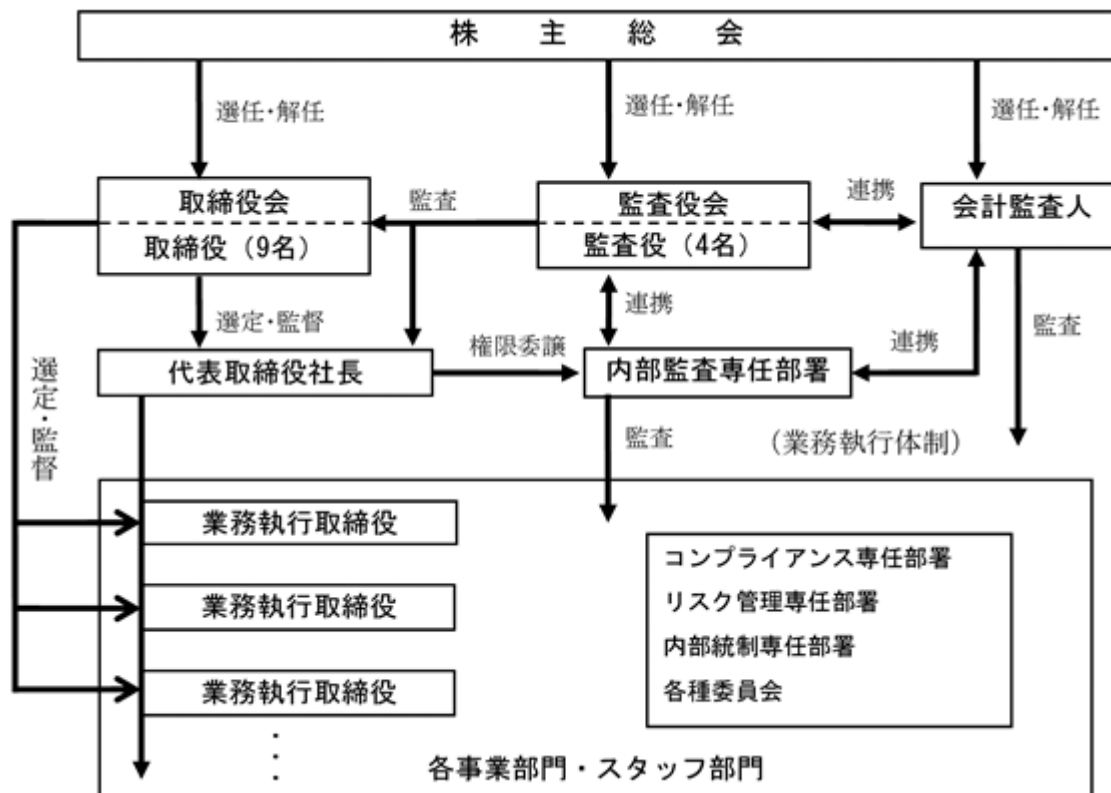 株主総会
選任・解任
選任・解任
選任・解任
取締役会
取締役（9名）
監査
監査役会
監査役（4名）
連携
会計監査人
選定・監督
連携
監査
選定・監督
代表取締役社長
権限委譲
内部監査専任部署
連携
監査
（業務執行体制）
業務執行取締役
業務執行取締役
業務執行取締役
・・・
コンプライアンス専任部署
リスク管理専任部署
内部統制専任部署
各種委員会
各事業部門・スタッフ部門